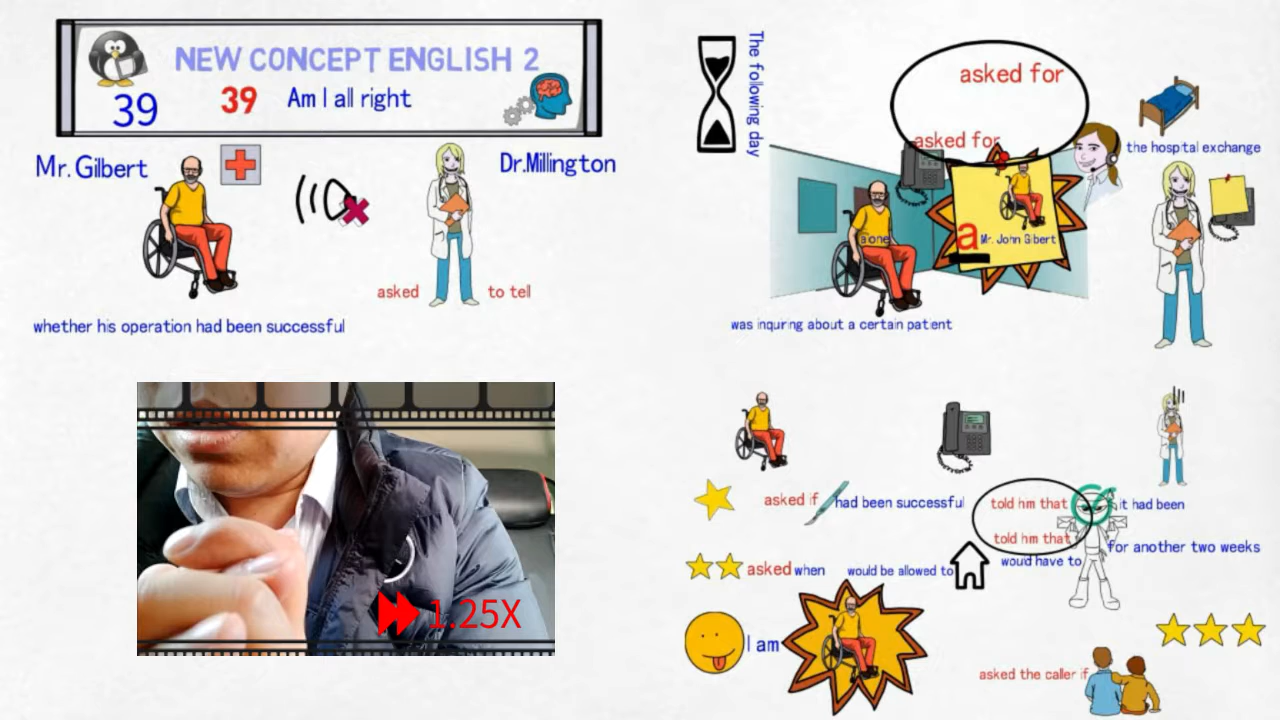 NEW CONCEPT ENGLISH 2
39
39 Am I all right
Mr. Gilbert
Dr.Millington
asked to tell
whether his operation had been successful
1.25X
The following day
asked for
asked for
the hosptal exchange
alone
a Mr. John Gibert
was inquring about a certan patient
asked if had been successful
told hm that it had been
told hm that
for another two weeks
asked when would be allowed to
would have to
I am
asked the caller if